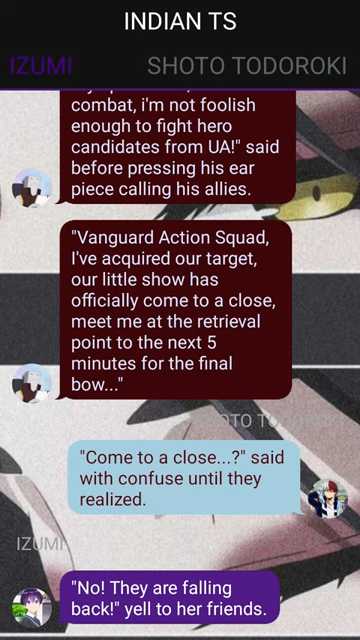 INDIAN TS
IZUMI SHOTO TODOROKI
combat, i'm not foolish
enough to fight hero
candidates from UA!" said
before pressing his ear
piece calling his allies.
"Vanguard Action Squad,
I've acquired our target,
our little show has
officially come to a close,
meet me at the retrieval
point to the next 5
minutes for the final
bow..."
"Come to a close...?" said
with confuse until they
realized.
IZUMI
"No! They are falling
back!" yell to her friends.